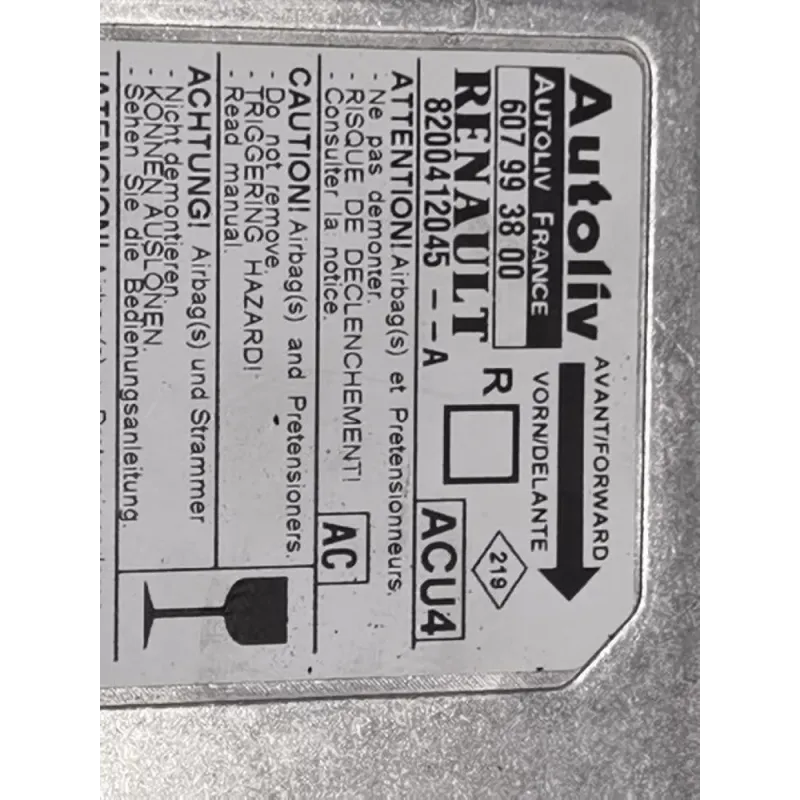 Autoliv
AUTOLIV FRANCE
607 99 38 00
RENAULT
8200412045 - - A
AVANT/FORWARD
VORN/DELANTE
R
219
ACU4
ATTENTION! Airbag(s) et Pretensionneurs.
- Ne pas demonter.
- RISQUE DE DECLENCHEMENT!
- Consulter la notice.
AC
CAUTION! Airbag(s) and Pretensioners.
- Do not remove.
- TRIGGERING HAZARD!
- Read manual.
ACHTUNG! Airbag(s) und Strammer
- Nicht demontieren.
- KONNEN AUSLONEN.
- Sehen Sie die Bedienungsanleitung.